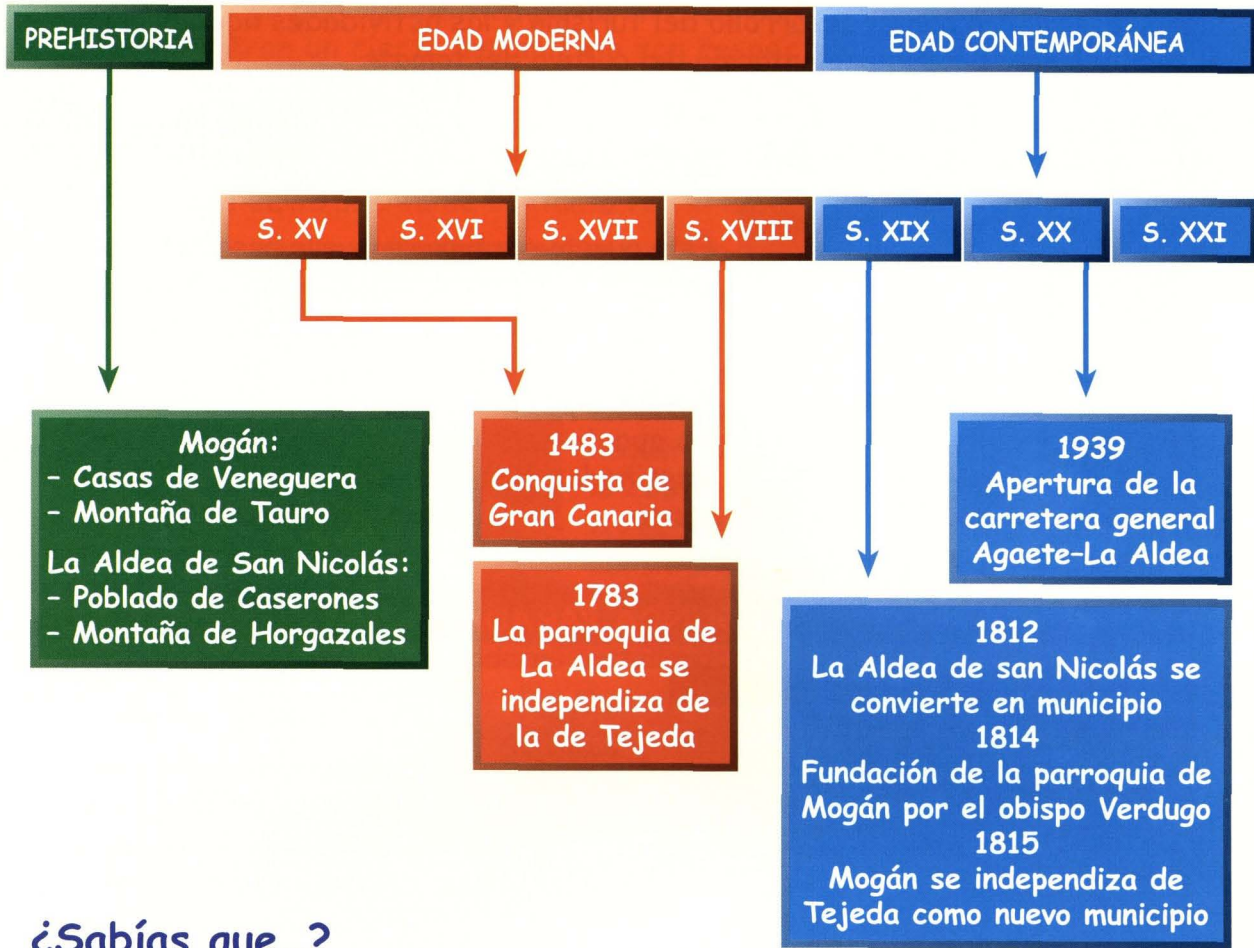 PREHISTORIA
EDAD MODERNA
EDAD CONTEMPORÁNEA
S. XV
S. XVI
S. XVII
S. XVIII
S. XIX
S. XX
S. XXI
Mogán:
- Casas de Veneguera
- Montaña de Tauro
La Aldea de San Nicolás:
- Poblado de Caserones
- Montaña de Horgazales
1483
Conquista de
Gran Canaria
1783
La parroquia de
La Aldea se
independiza de
la de Tejeda
1939
Apertura de la
carretera general
Agaete-La Aldea
1812
La Aldea de san Nicolás se
convierte en municipio
1814
Fundación de la parroquia de
Mogán por el obispo Verdugo
1815
Mogán se independiza de
Tejeda como nuevo municipio
¿Sabías que ?